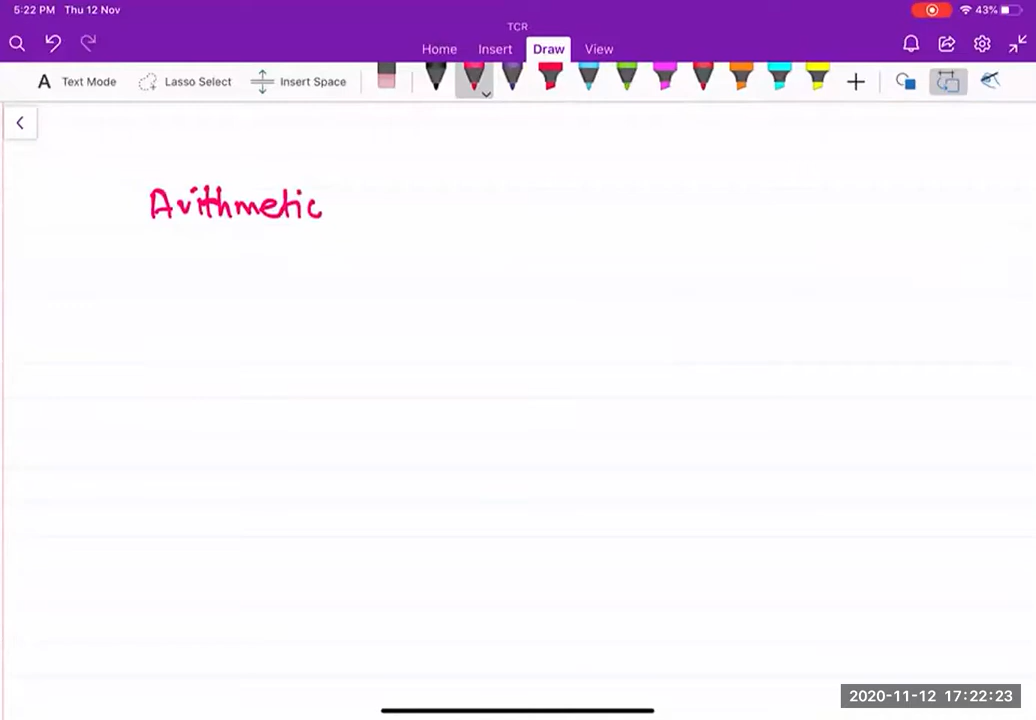 5:22 PM Thu 12 Nov
43%
TCR
Home Insert Draw View
A Text Mode Lasso Select Insert Space
Arithmetic
2020-11-12 17:22:23